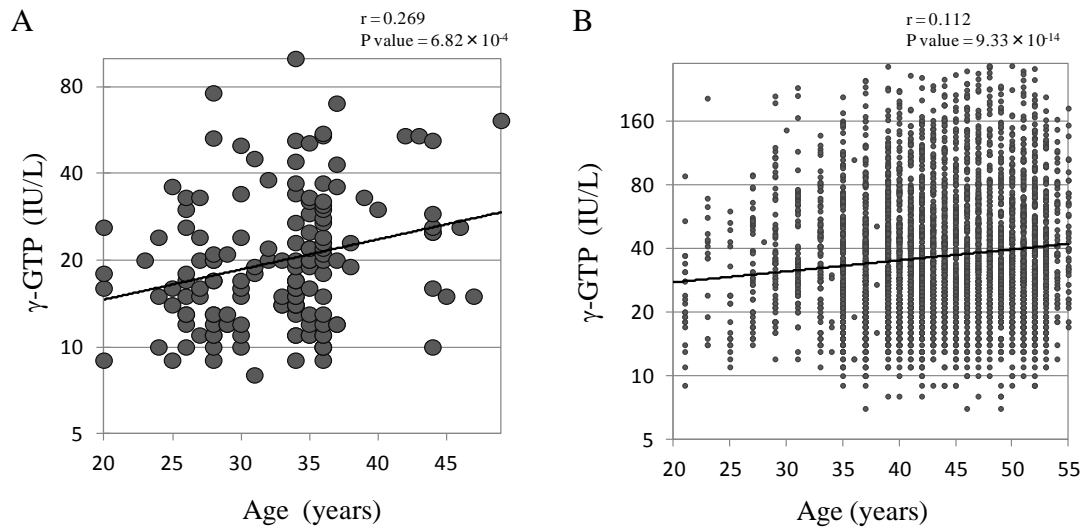 A
r = 0.269
P value = 6.82 × 10-4
γ-GTP (IU/L)
80
40
20
10
5
20 25 30 35 40 45
Age (years)
B
r = 0.112
P value = 9.33 × 10-14
γ-GTP (IU/L)
160
80
40
20
10
5
20 25 30 35 40 45 50 55
Age (years)